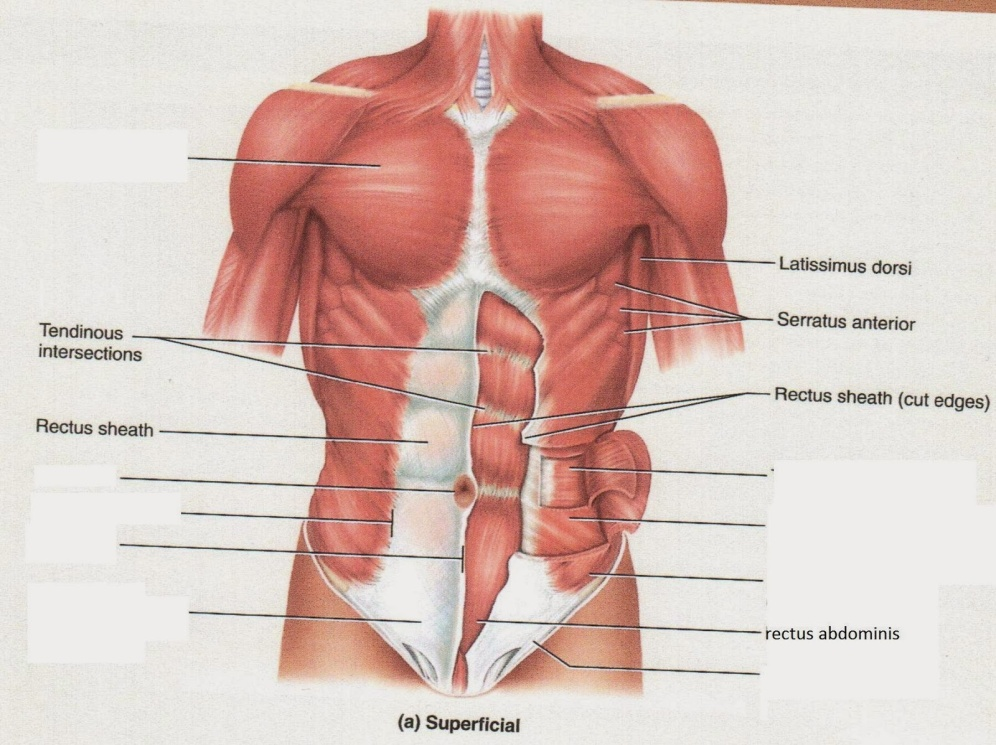 Latissimus dorsi
Serratus anterior
Tendinous
intersections
Rectus sheath (cut edges)
Rectus sheath
rectus abdominis
(a) Superficial